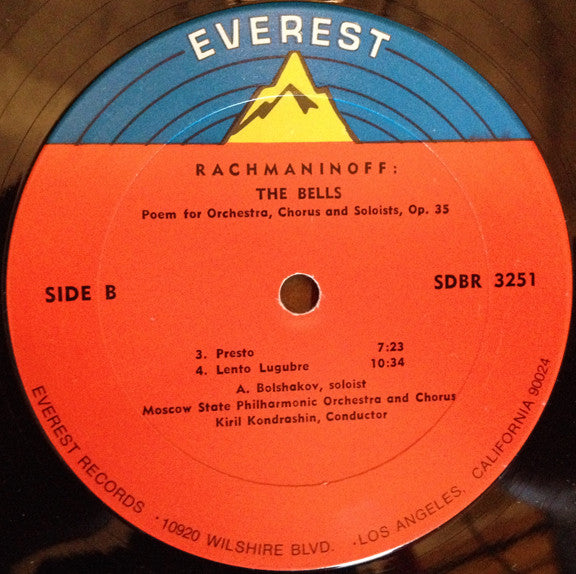 EVEREST
RACHMANINOFF:
THE BELLS
Poem for Orchestra, Chorus and Soloists, Op. 35
SIDE B
SDBR 3251
3. Presto 7:23
4. Lento Lugubre 10:34
A. Bolshakov, soloist
Moscow State Philharmonic Orchestra and Chorus
Kiril Kondrashin, Conductor
EVEREST RECORDS · 10920 WILSHIRE BLVD. · LOS ANGELES, CALIFORNIA 90024